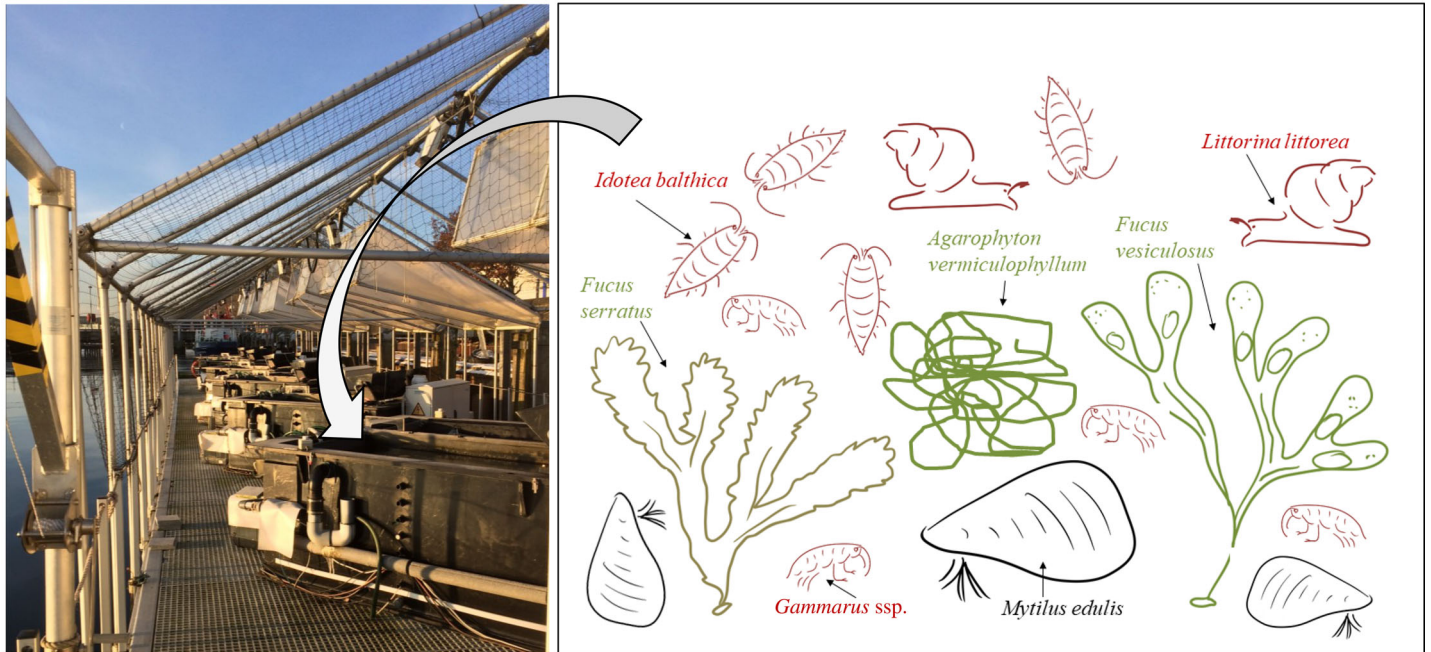 Littorina littorea
Idotea balthica
Fucus
vesiculosus
Agarophyton
vermiculophyllum
Fucus
serratus
Gammarus ssp.
Mytilus edulis